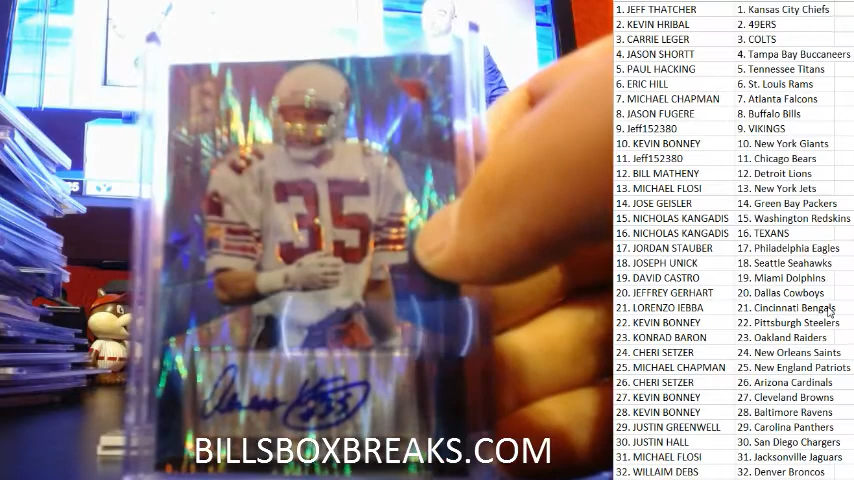 35
#35
BILLSBOXBREAKS.COM
1. JEFF THATCHER 1. Kansas City Chiefs
2. KEVIN HRIBAL 2. 49ERS
3. CARRIE LEGER 3. COLTS
4. JASON SHORTT 4. Tampa Bay Buccaneers
5. PAUL HACKING 5. Tennessee Titans
6. ERIC HILL 6. St. Louis Rams
7. MICHAEL CHAPMAN 7. Atlanta Falcons
8. JASON FUGERE 8. Buffalo Bills
9. Jeff152380 9. VIKINGS
10. KEVIN BONNEY 10. New York Giants
11. Jeff152380 11. Chicago Bears
12. BILL MATHENY 12. Detroit Lions
13. MICHAEL FLOSI 13. New York Jets
14. JOSE GEISLER 14. Green Bay Packers
15. NICHOLAS KANGADIS 15. Washington Redskins
16. NICHOLAS KANGADIS 16. TEXANS
17. JORDAN STAUBER 17. Philadelphia Eagles
18. JOSEPH UNICK 18. Seattle Seahawks
19. DAVID CASTRO 19. Miami Dolphins
20. JEFFREY GERHART 20. Dallas Cowboys
21. LORENZO IEBBA 21. Cincinnati Bengals
22. KEVIN BONNEY 22. Pittsburgh Steelers
23. KONRAD BARON 23. Oakland Raiders
24. CHERI SETZER 24. New Orleans Saints
25. MICHAEL CHAPMAN 25. New England Patriots
26. CHERI SETZER 26. Arizona Cardinals
27. KEVIN BONNEY 27. Cleveland Browns
28. KEVIN BONNEY 28. Baltimore Ravens
29. JUSTIN GREENWELL 29. Carolina Panthers
30. JUSTIN HALL 30. San Diego Chargers
31. MICHAEL FLOSI 31. Jacksonville Jaguars
32. WILLAIM DEBS 32. Denver Broncos